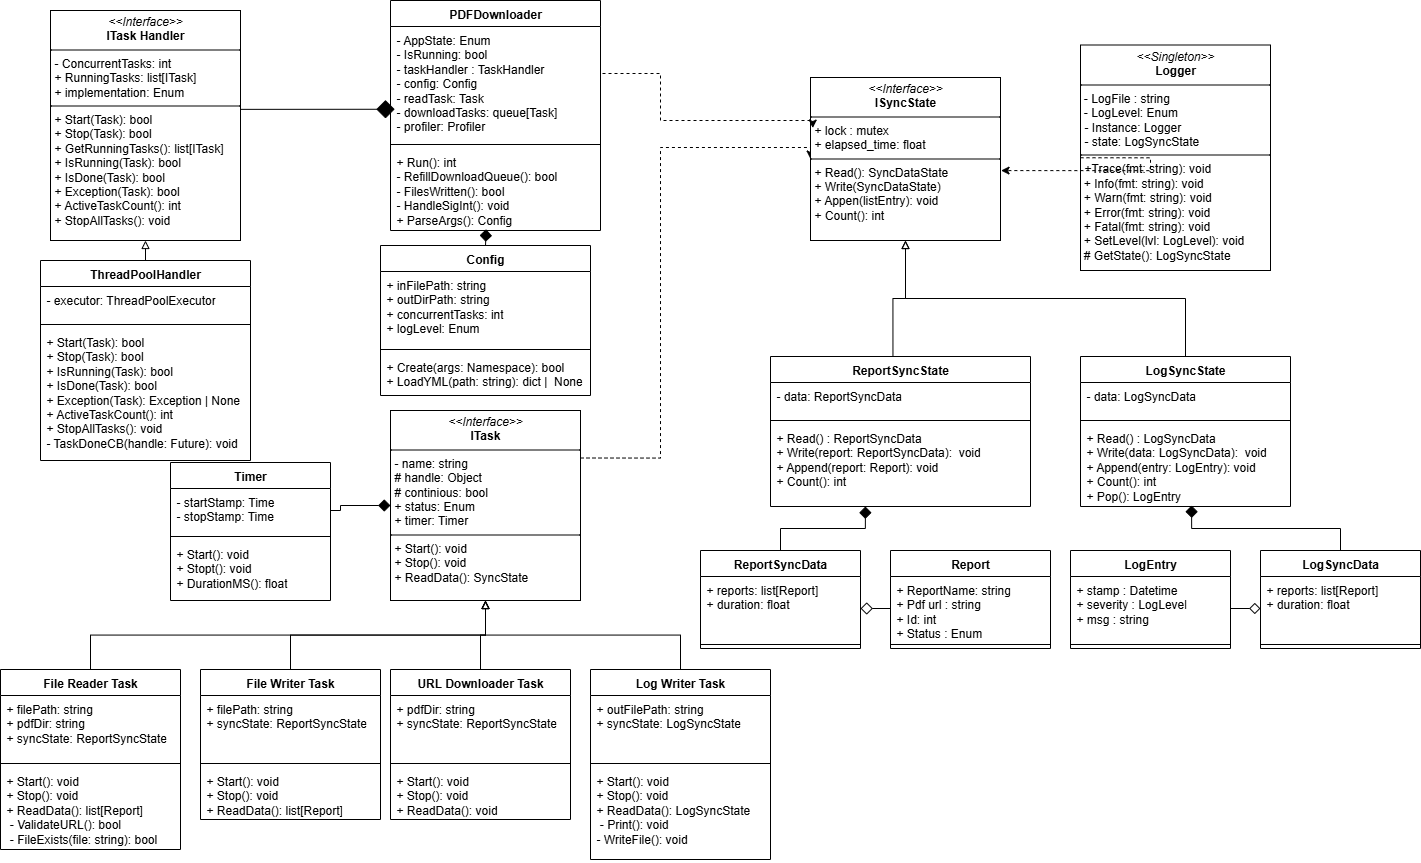 <<Interface>>
ITask Handler
- ConcurrentTasks: int
+ RunningTasks: list[ITask]
+ implementation: Enum
+ Start(Task): bool
+ Stop(Task): bool
+ GetRunningTasks(): list[ITask]
+ IsRunning(Task): bool
+ IsDone(Task): bool
+ Exception(Task): bool
+ ActiveTaskCount(): int
+ StopAllTasks(): void
PDFDownloader
- AppState: Enum
- IsRunning: bool
- taskHandler : TaskHandler
- config: Config
- readTask: Task
- downloadTasks: queue[Task]
- profiler: Profiler
+ Run(): int
- RefillDownloadQueue(): bool
- FilesWritten(): bool
- HandleSigInt(): void
+ ParseArgs(): Config
<<Interface>>
ISyncState
+ lock : mutex
+ elapsed_time: float
+ Read(): SyncDataState
+ Write(SyncDataState)
+ Appen(listEntry): void
+ Count(): int
<<Singleton>>
Logger
- LogFile : string
- LogLevel: Enum
- Instance: Logger
- state: LogSyncState
+Trace(fmt: string): void
+ Info(fmt: string): void
+ Warn(fmt: string): void
+ Error(fmt: string): void
+ Fatal(fmt: string): void
+ SetLevel(lvl: LogLevel): void
# GetState(): LogSyncState
ThreadPoolHandler
- executor: ThreadPoolExecutor
+ Start(Task): bool
+ Stop(Task): bool
+ IsRunning(Task): bool
+ IsDone(Task): bool
+ Exception(Task): Exception | None
+ ActiveTaskCount(): int
+ StopAllTasks(): void
- TaskDoneCB(handle: Future): void
Config
+ inFilePath: string
+ outDirPath: string
+ concurrentTasks: int
+ logLevel: Enum
+ Create(args: Namespace): bool
+ LoadYML(path: string): dict | None
ReportSyncState
- data: ReportSyncData
+ Read() : ReportSyncData
+ Write(report: ReportSyncData): void
+ Append(report: Report): void
+ Count(): int
LogSyncState
- data: LogSyncData
+ Read() : LogSyncData
+ Write(data: LogSyncData): void
+ Append(entry: LogEntry): void
+ Count(): int
+ Pop(): LogEntry
Timer
- startStamp: Time
- stopStamp: Time
+ Start(): void
+ Stopt(): void
+ DurationMS(): float
<<Interface>>
ITask
- name: string
# handle: Object
# continious: bool
+ status: Enum
+ timer: Timer
+ Start(): void
+ Stop(): void
+ ReadData(): SyncState
ReportSyncData
+ reports: list[Report]
+ duration: float
Report
+ ReportName: string
+ Pdf url : string
+ Id: int
+ Status : Enum
LogEntry
+ stamp : Datetime
+ severity : LogLevel
+ msg : string
LogSyncData
+ reports: list[Report]
+ duration: float
File Reader Task
+ filePath: string
+ pdfDir: string
+ syncState: ReportSyncState
+ Start(): void
+ Stop(): void
+ ReadData(): list[Report]
- ValidateURL(): bool
- FileExists(file: string): bool
File Writer Task
+ filePath: string
+ syncState: ReportSyncState
+ Start(): void
+ Stop(): void
+ ReadData(): list[Report]
URL Downloader Task
+ pdfDir: string
+ syncState: ReportSyncState
+ Start(): void
+ Stop(): void
+ ReadData(): void
Log Writer Task
+ outFilePath: string
+ syncState: LogSyncState
+ Start(): void
+ Stop(): void
+ ReadData(): LogSyncState
- Print(): void
- WriteFile(): void